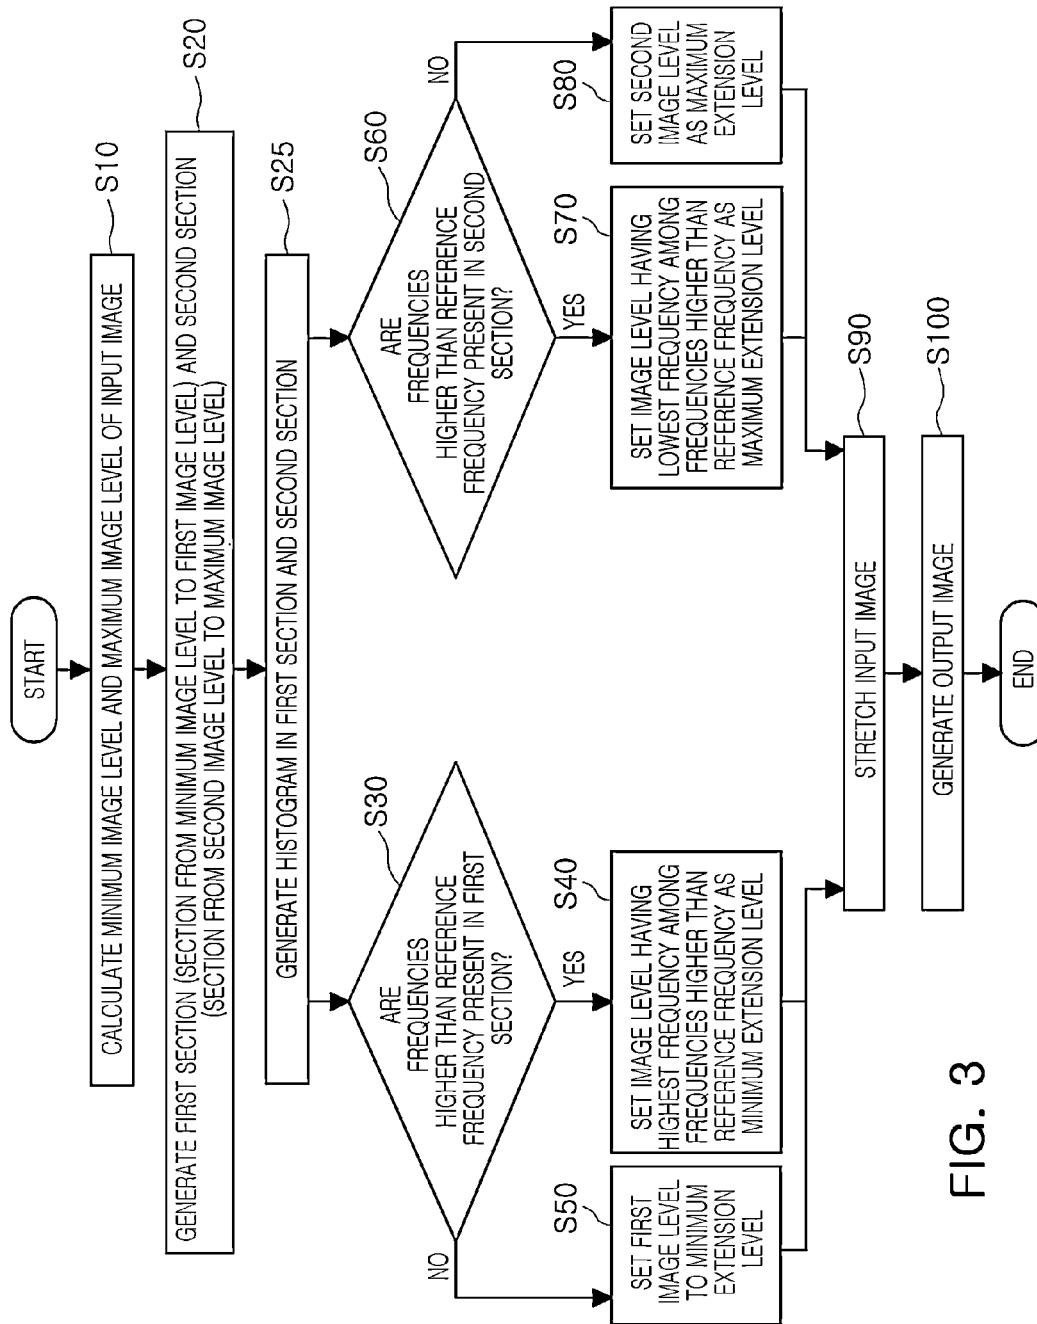 START
S10
CALCULATE MINIMUM IMAGE LEVEL AND MAXIMUM IMAGE LEVEL OF INPUT IMAGE
S20
GENERATE FIRST SECTION (SECTION FROM MINIMUM IMAGE LEVEL TO FIRST IMAGE LEVEL) AND SECOND SECTION
(SECTION FROM SECOND IMAGE LEVEL TO MAXIMUM IMAGE LEVEL)
S25
GENERATE HISTOGRAM IN FIRST SECTION AND SECOND SECTION
S30
ARE
FREQUENCIES
HIGHER THAN REFERENCE
FREQUENCY PRESENT IN FIRST
SECTION?
NO
YES
S60
ARE
FREQUENCIES
HIGHER THAN REFERENCE
FREQUENCY PRESENT IN SECOND
SECTION?
NO
YES
S50
SET FIRST
IMAGE LEVEL
TO MINIMUM
EXTENSION
LEVEL
S40
SET IMAGE LEVEL HAVING
HIGHEST FREQUENCY AMONG
FREQUENCIES HIGHER THAN
REFERENCE FREQUENCY AS
MINIMUM EXTENSION LEVEL
S70
SET IMAGE LEVEL HAVING
LOWEST FREQUENCY AMONG
FREQUENCIES HIGHER THAN
REFERENCE FREQUENCY AS
MAXIMUM EXTENSION LEVEL
S80
SET SECOND
IMAGE LEVEL
AS MAXIMUM
EXTENSION
LEVEL
S90
STRETCH INPUT IMAGE
S100
GENERATE OUTPUT IMAGE
END
FIG. 3